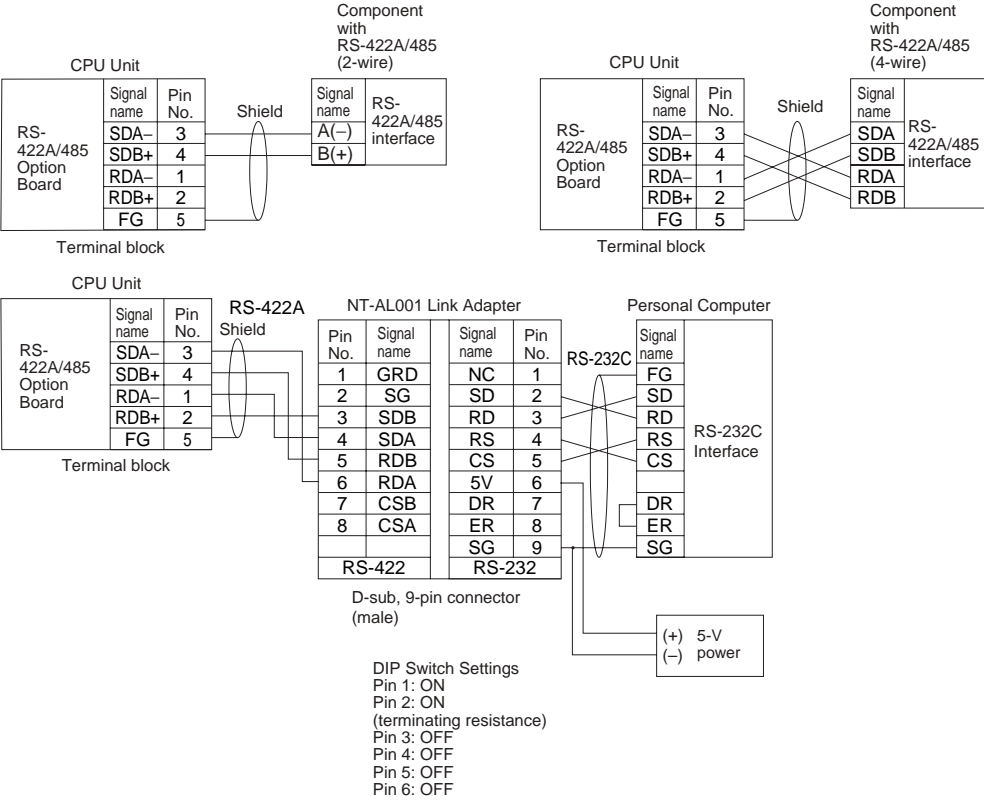 Component
with
RS-422A/485
(2-wire)
CPU Unit
Signal name Pin No.
Shield
Signal name
RS-422A/485 Option Board
SDA– 3
SDB+ 4
RDA– 1
RDB+ 2
FG 5
A(–)
B(+)
RS-422A/485 interface
Terminal block
Component
with
RS-422A/485
(4-wire)
CPU Unit
Signal name Pin No.
Shield
Signal name
RS-422A/485 Option Board
SDA– 3
SDB+ 4
RDA– 1
RDB+ 2
FG 5
SDA
SDB
RDA
RDB
RS-422A/485 interface
Terminal block
CPU Unit
Signal name Pin No.
RS-422A/485 Option Board
SDA– 3
SDB+ 4
RDA– 1
RDB+ 2
FG 5
Terminal block
RS-422A
Shield
NT-AL001 Link Adapter
Pin No. Signal name Signal name Pin No.
1 GRD NC 1
2 SG SD 2
3 SDB RD 3
4 SDA RS 4
5 RDB CS 5
6 RDA 5V 6
7 CSB DR 7
8 CSA ER 8
SG 9
RS-422 RS-232
D-sub, 9-pin connector
(male)
RS-232C
Personal Computer
Signal name
FG
SD
RD
RS
CS
DR
ER
SG
RS-232C
Interface
(+) 5-V
(–) power
DIP Switch Settings
Pin 1: ON
Pin 2: ON
(terminating resistance)
Pin 3: OFF
Pin 4: OFF
Pin 5: OFF
Pin 6: OFF